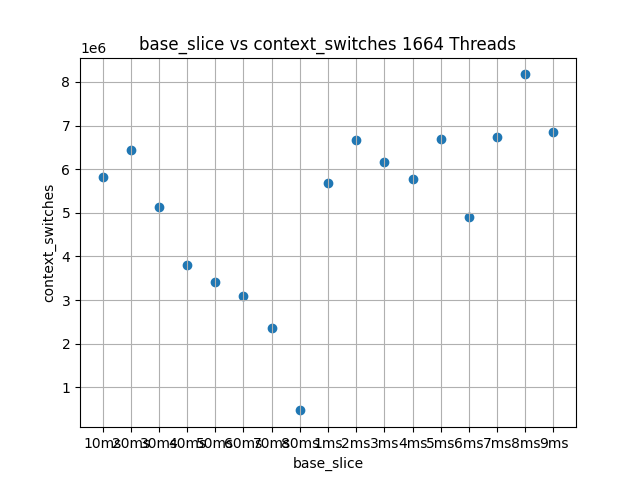 base_slice vs context_switches 1664 Threads
1e6
8
7
6
5
4
3
2
1
context_switches
10ms 20ms 30ms 40ms 50ms 60ms 70ms 80ms 1ms 2ms 3ms 4ms 5ms 6ms 7ms 8ms 9ms
base_slice